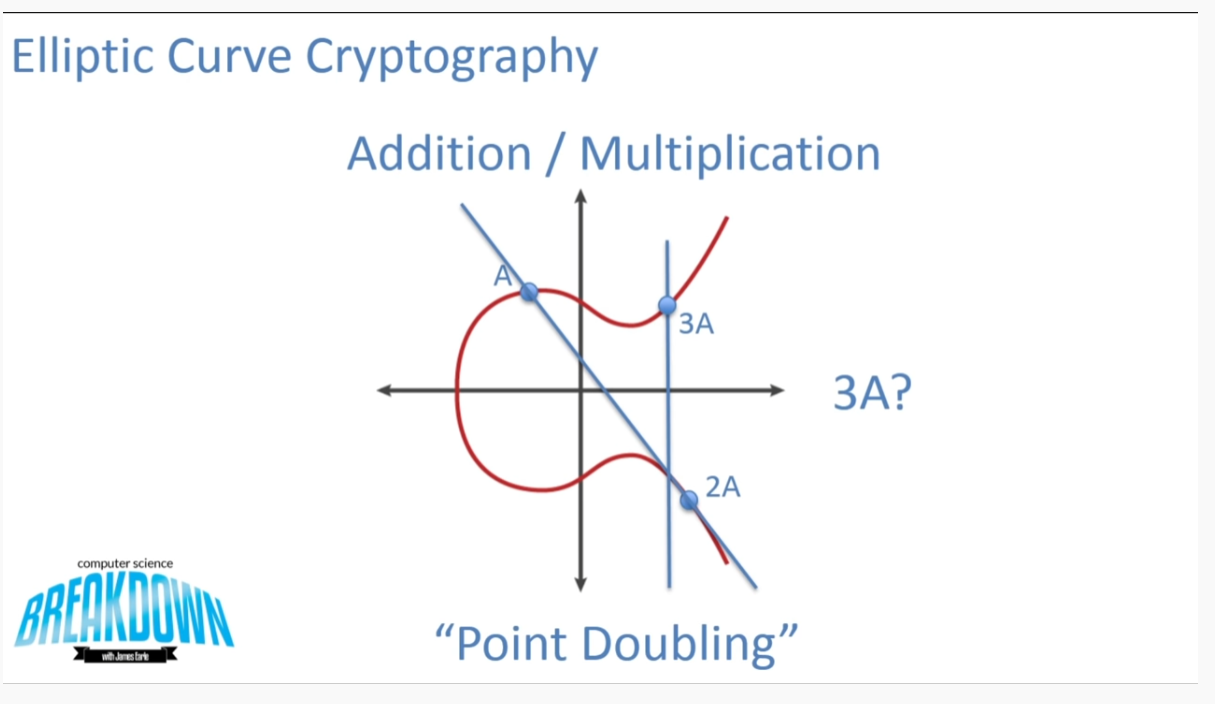 Elliptic Curve Cryptography
Addition / Multiplication
A
3A
3A?
2A
computer science
BREAKDOWN
with James Earle
“Point Doubling”